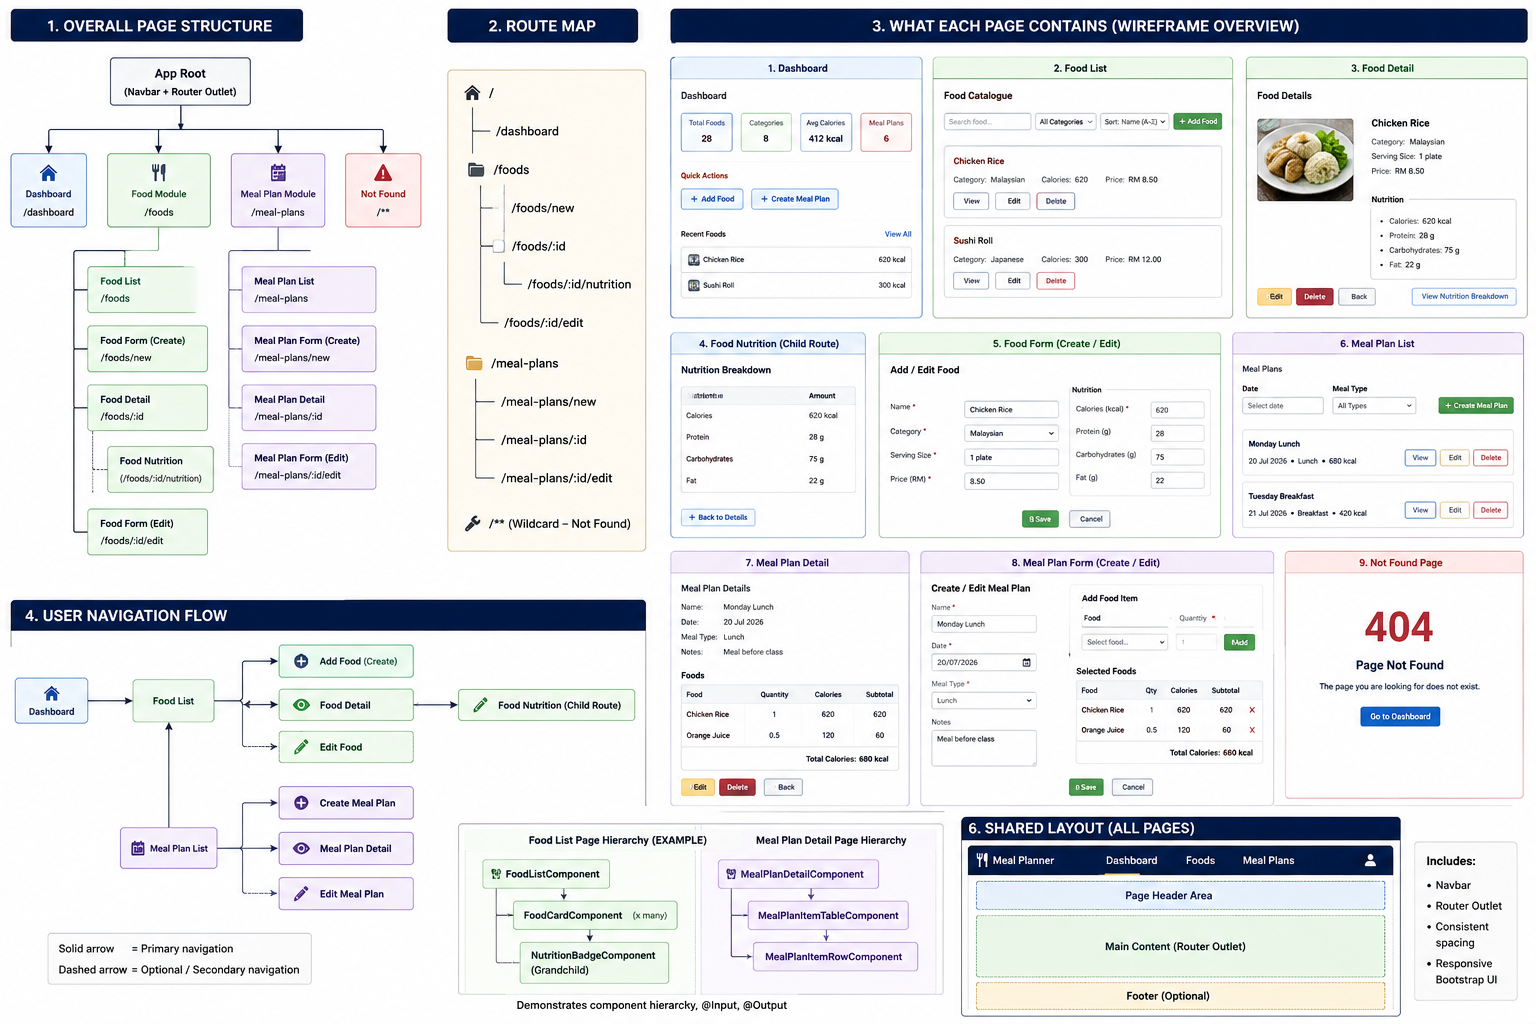 1. OVERALL PAGE STRUCTURE
App Root
(Navbar + Router Outlet)
Dashboard
/dashboard
Food Module
/foods
Meal Plan Module
/meal-plans
Not Found
/**
Food List
/foods
Food Form (Create)
/foods/new
Food Detail
/foods/:id
Food Nutrition
(/foods/:id/nutrition)
Food Form (Edit)
/foods/:id/edit
Meal Plan List
/meal-plans
Meal Plan Form (Create)
/meal-plans/new
Meal Plan Detail
/meal-plans/:id
Meal Plan Form (Edit)
/meal-plans/:id/edit
2. ROUTE MAP
/
/dashboard
/foods
/foods/new
/foods/:id
/foods/:id/nutrition
/foods/:id/edit
/meal-plans
/meal-plans/new
/meal-plans/:id
/meal-plans/:id/edit
/** (Wildcard – Not Found)
3. WHAT EACH PAGE CONTAINS (WIREFRAME OVERVIEW)
1. Dashboard
Dashboard
Total Foods
28
Categories
8
Avg Calories
412 kcal
Meal Plans
6
Quick Actions
+ Add Food
+ Create Meal Plan
Recent Foods View All
Chicken Rice 620 kcal
Sushi Roll 300 kcal
2. Food List
Food Catalogue
Search food... All Categories Sort: Name (A-Z) + Add Food
Chicken Rice
Category: Malaysian Calories: 620 Price: RM 8.50
View Edit Delete
Sushi Roll
Category: Japanese Calories: 300 Price: RM 12.00
View Edit Delete
3. Food Detail
Food Details
Chicken Rice
Category: Malaysian
Serving Size: 1 plate
Price: RM 8.50
Nutrition
• Calories: 620 kcal
• Protein: 28 g
• Carbohydrates: 75 g
• Fat: 22 g
Edit Delete Back View Nutrition Breakdown
4. Food Nutrition (Child Route)
Nutrition Breakdown
Amount
Calories 620 kcal
Protein 28 g
Carbohydrates 75 g
Fat 22 g
+ Back to Details
5. Food Form (Create / Edit)
Add / Edit Food
Name * Chicken Rice
Category * Malaysian
Serving Size * 1 plate
Price (RM) * 8.50
Nutrition
Calories (kcal) * 620
Protein (g) 28
Carbohydrates (g) 75
Fat (g) 22
Save Cancel
6. Meal Plan List
Meal Plans
Date Meal Type
Select date All Types + Create Meal Plan
Monday Lunch
20 Jul 2026 • Lunch • 680 kcal
View Edit Delete
Tuesday Breakfast
21 Jul 2026 • Breakfast • 420 kcal
View Edit Delete
7. Meal Plan Detail
Meal Plan Details
Name: Monday Lunch
Date: 20 Jul 2026
Meal Type: Lunch
Notes: Meal before class
Foods
Food Quantity Calories Subtotal
Chicken Rice 1 620 620
Orange Juice 0.5 120 60
Total Calories: 680 kcal
Edit Delete Back
8. Meal Plan Form (Create / Edit)
Create / Edit Meal Plan
Name *
Monday Lunch
Date *
20/07/2026
Meal Type *
Lunch
Notes
Meal before class
Add Food Item
Food Quantity *
Select food... 1 Add
Selected Foods
Food Qty Calories Subtotal
Chicken Rice 1 620 620 X
Orange Juice 0.5 120 60 X
Total Calories: 680 kcal
Save Cancel
9. Not Found Page
404
Page Not Found
The page you are looking for does not exist.
Go to Dashboard
4. USER NAVIGATION FLOW
Dashboard
Food List
Add Food (Create)
Food Detail
Food Nutrition (Child Route)
Edit Food
Meal Plan List
Create Meal Plan
Meal Plan Detail
Edit Meal Plan
Solid arrow = Primary navigation
Dashed arrow = Optional / Secondary navigation
Food List Page Hierarchy (EXAMPLE)
FoodListComponent
FoodCardComponent (x many)
NutritionBadgeComponent
(Grandchild)
Meal Plan Detail Page Hierarchy
MealPlanDetailComponent
MealPlanItemTableComponent
MealPlanItemRowComponent
Demonstrates component hierarchy, @Input, @Output
6. SHARED LAYOUT (ALL PAGES)
Meal Planner Dashboard Foods Meal Plans
Page Header Area
Main Content (Router Outlet)
Footer (Optional)
Includes:
• Navbar
• Router Outlet
• Consistent
spacing
• Responsive
Bootstrap UI